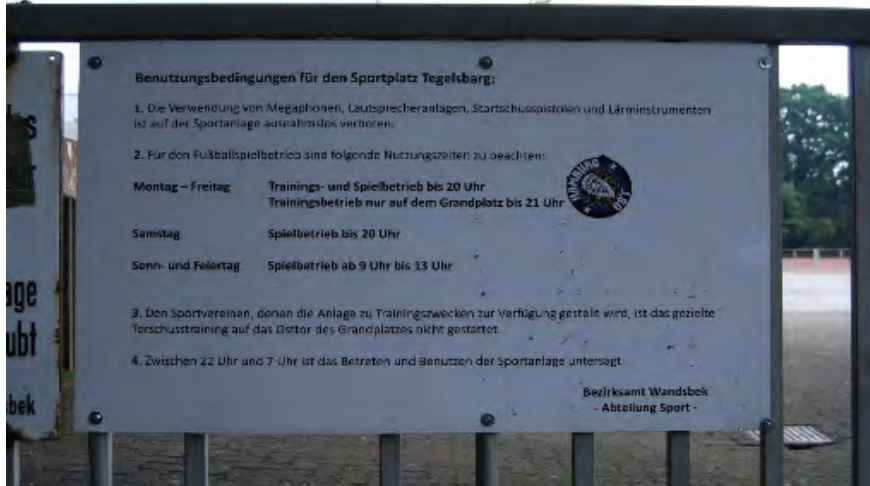 Benutzungsbedingungen für den Sportplatz Tegelsbarg:
1. Die Verwendung von Megaphonen, Lautsprecheranlagen, Startschusspistolen und Lärminstrumenten
ist auf der Sportanlage ausnahmslos verboten.
2. Für den Fußballspielbetrieb sind folgende Nutzungszeiten zu beachten:
Montag – Freitag Trainings- und Spielbetrieb bis 20 Uhr
Trainingsbetrieb nur auf dem Grandplatz bis 21 Uhr
HAMBURG
OST
Samstag Spielbetrieb bis 20 Uhr
Sonn- und Feiertag Spielbetrieb ab 9 Uhr bis 13 Uhr
3. Den Sportvereinen, denen die Anlage zu Trainingszwecken zur Verfügung gestellt wird, ist das gezielte
Torschusstraining auf das Osttor des Grandplatzes nicht gestattet.
4. Zwischen 22 Uhr und 7 Uhr ist das Betreten und Benutzen der Sportanlage untersagt
Bezirksamt Wandsbek
- Abteilung Sport -
age
ubt
bek